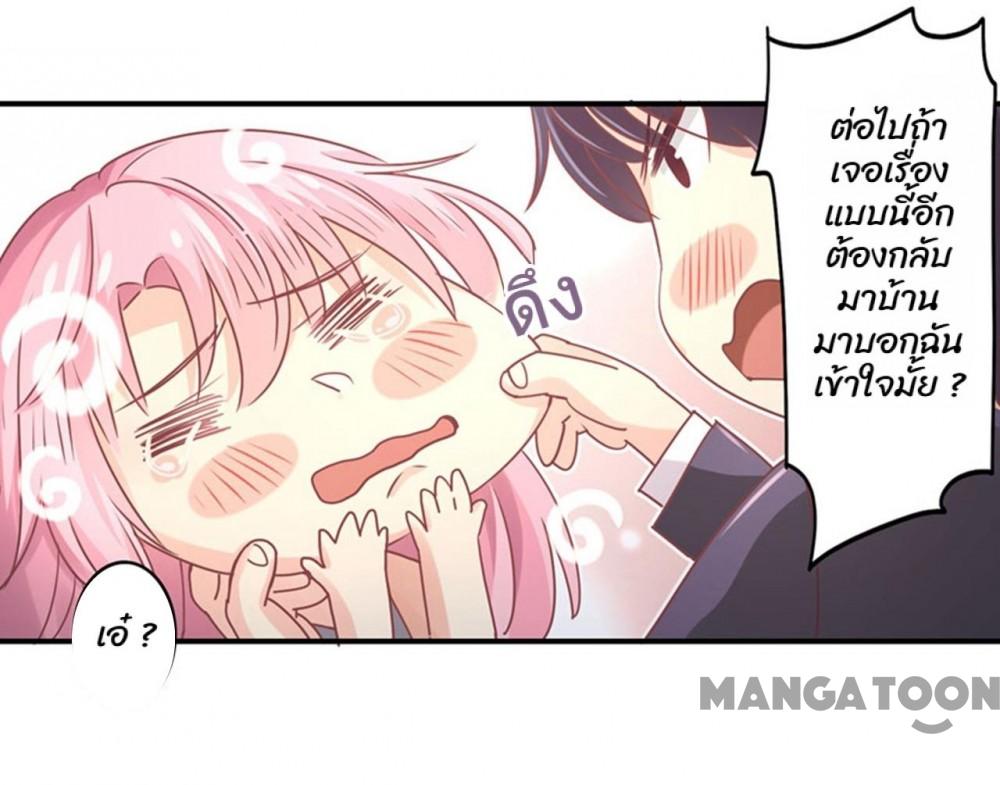 ต่อไปถ้า
เจอเรื่อง
แบบนี้อีก
ต้องกลับ
มาบ้าน
มาบอกฉัน
เข้าใจมั้ย ?
ดึง
เอ๋ ?
MANGATOON